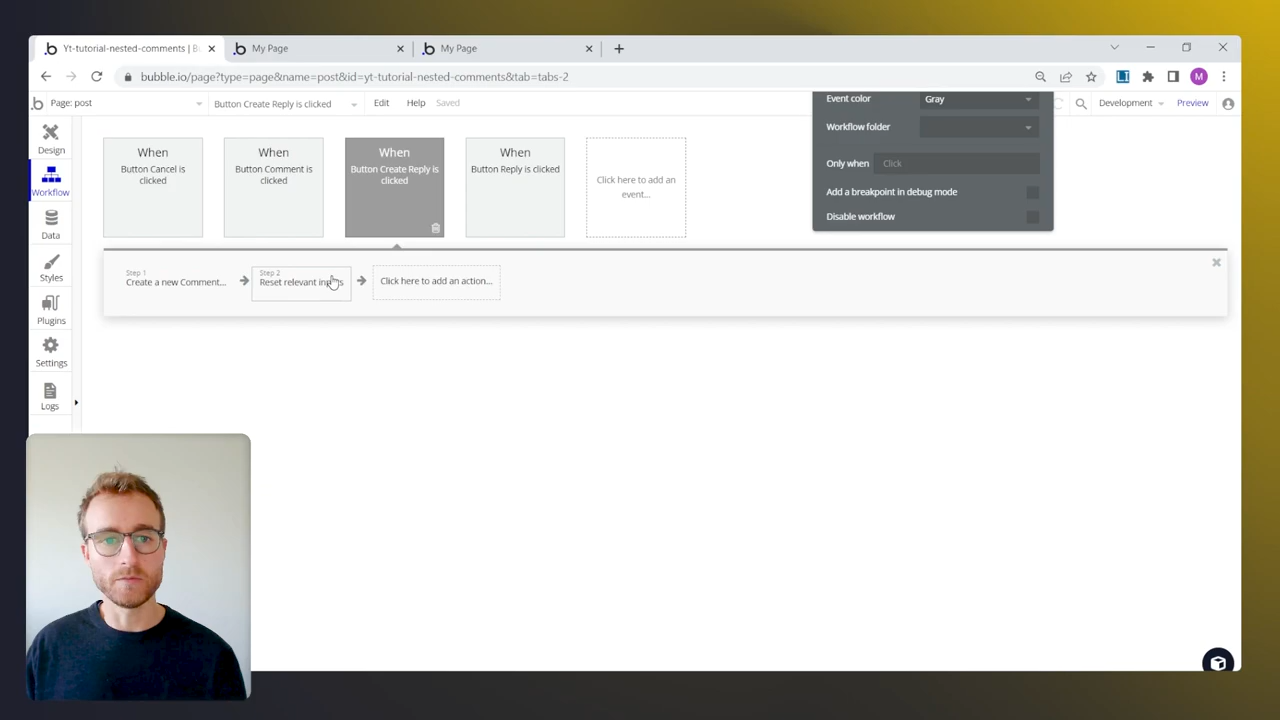 Yt-tutorial-nested-comments | B
My Page
My Page
bubble.io/page?type=page&name=post&id=yt-tutorial-nested-comments&tab=tabs-2
M
Page: post
Button Create Reply is clicked
Edit
Help
Saved
Development
Preview
Event color
Gray
Workflow folder
Only when
Click
Add a breakpoint in debug mode
Disable workflow
Design
Workflow
Data
Styles
Plugins
Settings
Logs
When
Button Cancel is
clicked
When
Button Comment is
clicked
When
Button Create Reply is
clicked
When
Button Reply is clicked
Click here to add an
event...
Step 1
Create a new Comment...
Step 2
Reset relevant inputs
Click here to add an action...